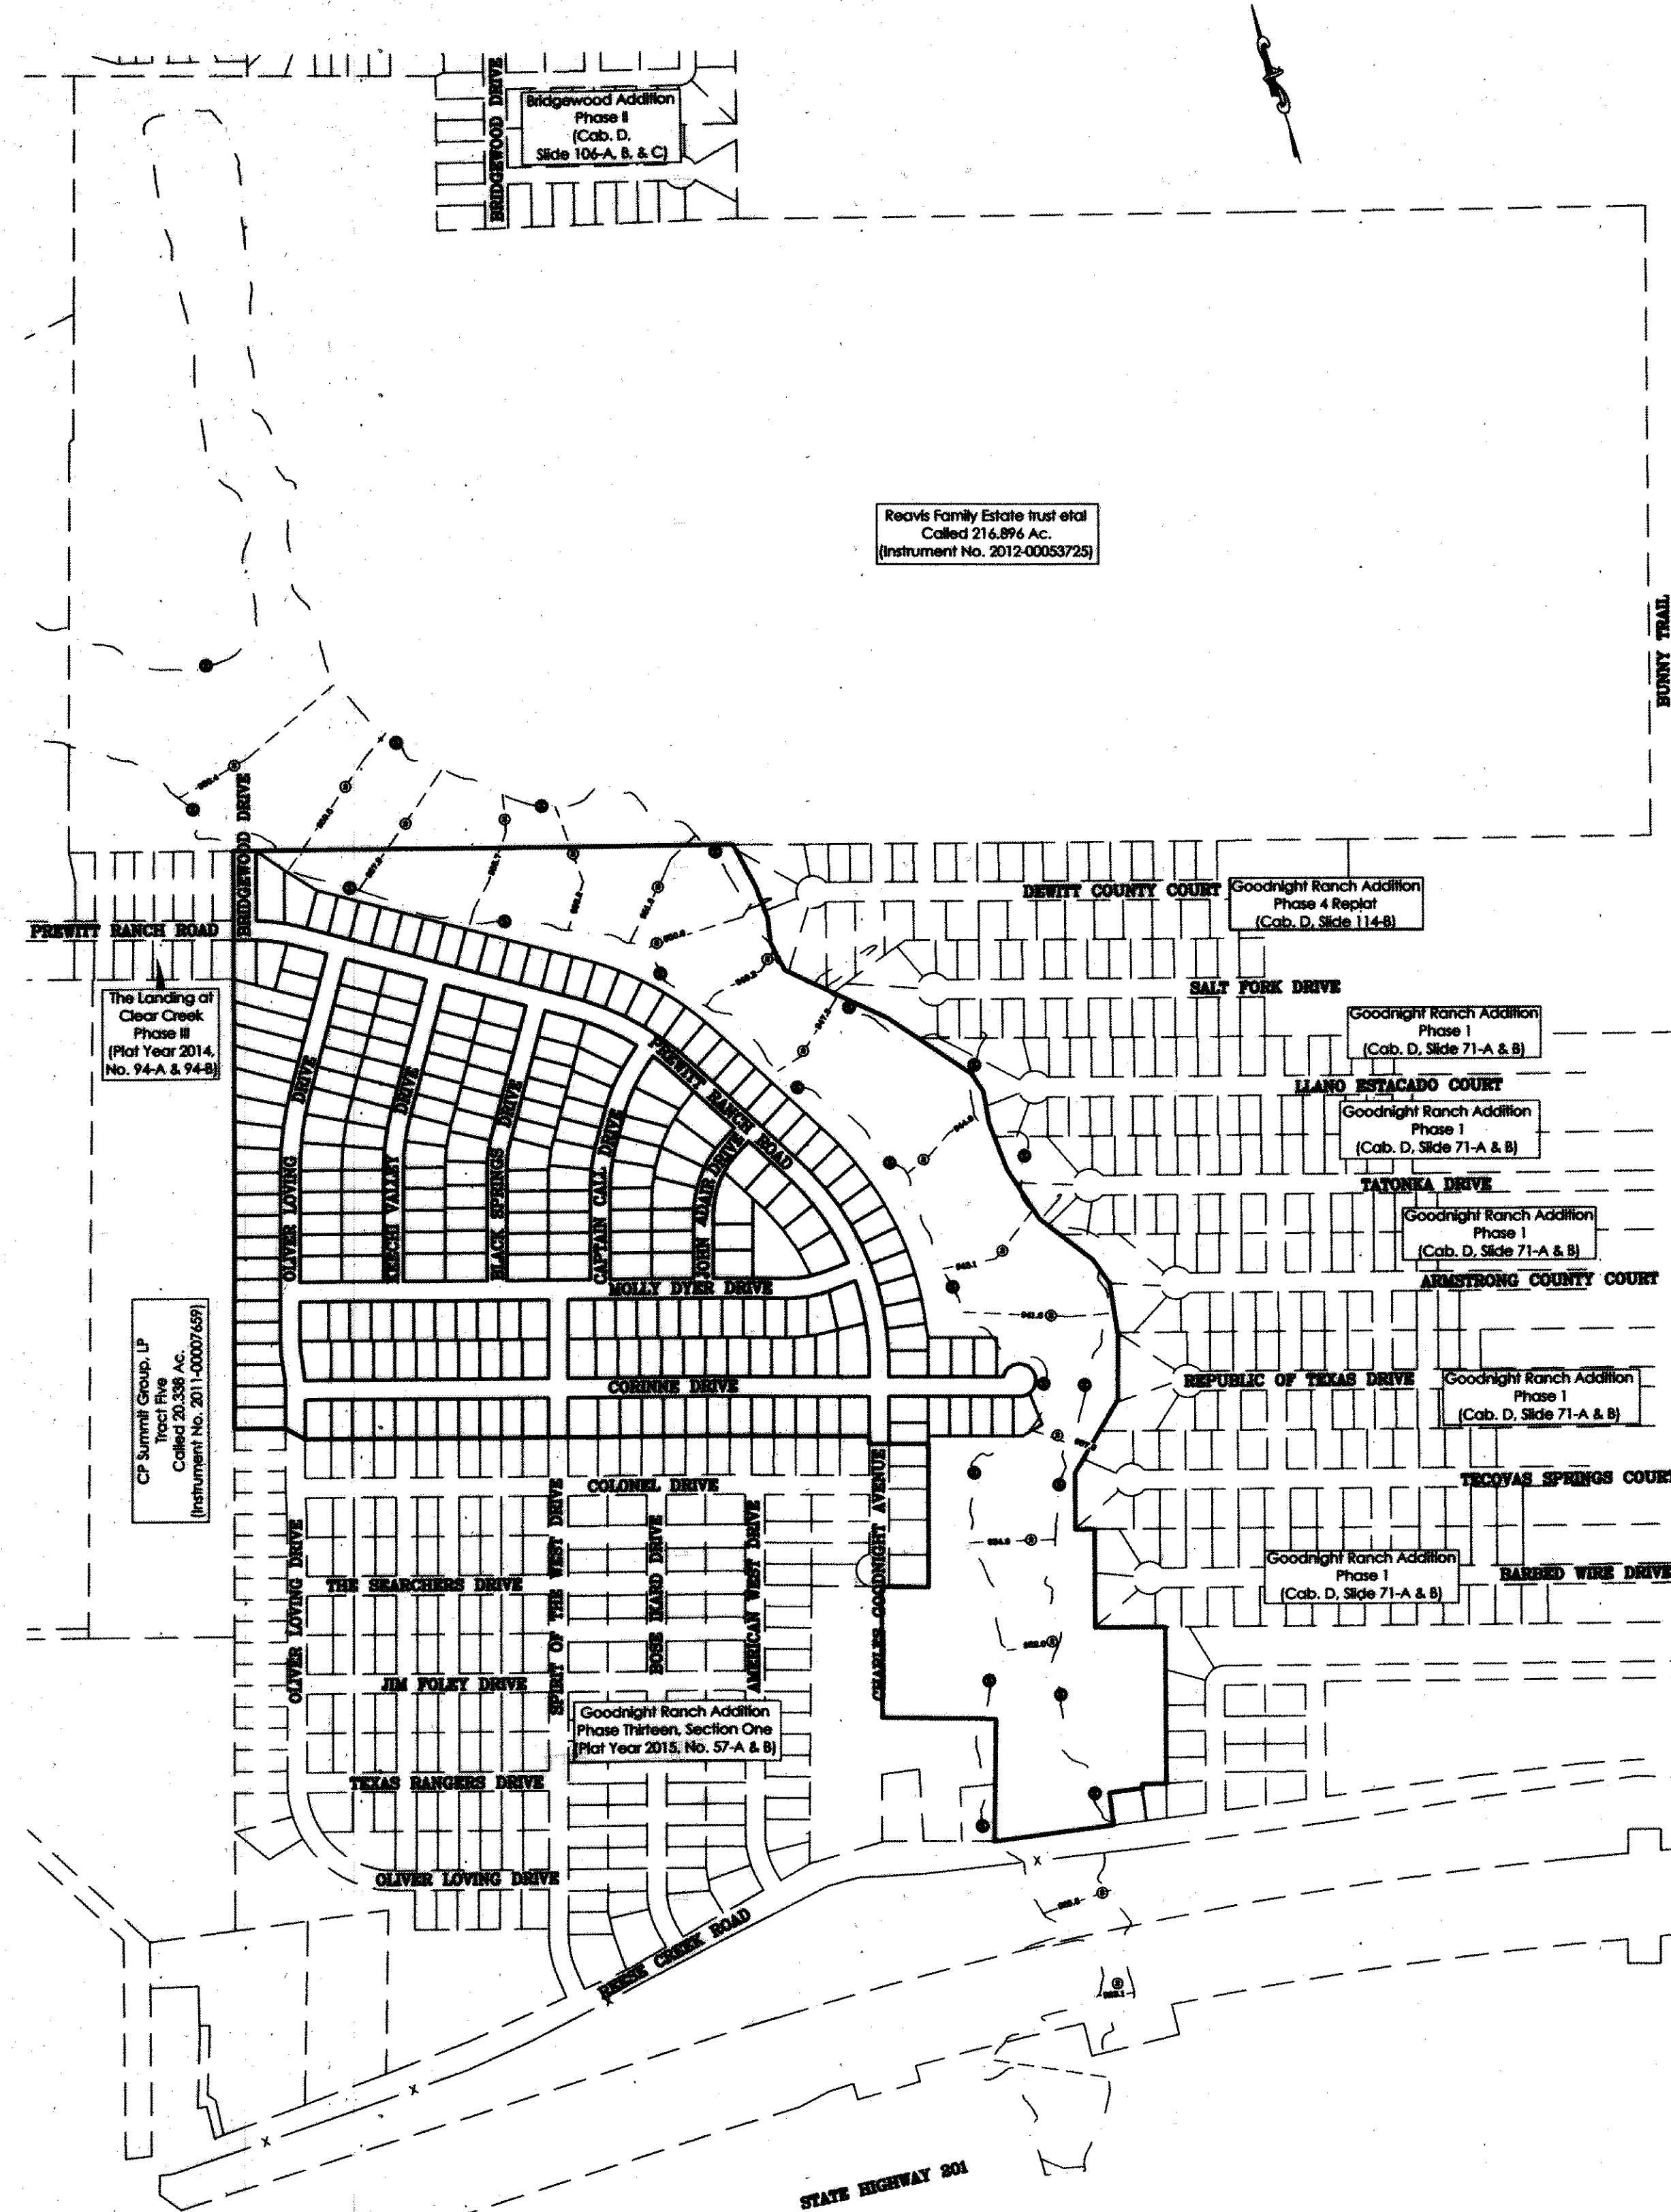 BRIDGEWOOD DRIVE
Bridgewood Addition
Phase II
(Cab. D,
Slide 106-A, B, & C)
Reavis Family Estate trust etal
Called 216.896 Ac.
(Instrument No. 2012-00053725)
BUNNY TRAIL
BRIDGEWOOD DRIVE
PREWITT RANCH ROAD
The Landing at
Clear Creek
Phase III
(Plat Year 2014,
No. 94-A & 94-B)
DEWITT COUNTY COURT
Goodnight Ranch Addition
Phase 4 Replat
(Cab. D, Slide 114-B)
SALT FORK DRIVE
Goodnight Ranch Addition
Phase 1
(Cab. D, Slide 71-A & B)
LLANO ESTACADO COURT
Goodnight Ranch Addition
Phase 1
(Cab. D, Slide 71-A & B)
TATONKA DRIVE
Goodnight Ranch Addition
Phase 1
(Cab. D, Slide 71-A & B)
ARMSTRONG COUNTY COURT
REPUBLIC OF TEXAS DRIVE
Goodnight Ranch Addition
Phase 1
(Cab. D, Slide 71-A & B)
TECOVAS SPRINGS COURT
Goodnight Ranch Addition
Phase 1
(Cab. D, Slide 71-A & B)
BARBED WIRE DRIVE
PREWITT RANCH ROAD
OLIVER LOVING DRIVE
KEECHI VALLEY DRIVE
BLACK SPRINGS DRIVE
CAPTAIN CALL DRIVE
JOHN ADAIR DRIVE
MOLLY DYER DRIVE
CORINNE DRIVE
CP Summit Group, LP
Tract Five
Called 20.338 Ac.
(Instrument No. 2011-00007659)
COLONEL DRIVE
OLIVER LOVING DRIVE
THE SEARCHERS DRIVE
SPIRIT OF THE WEST DRIVE
BOSE IKARD DRIVE
AMERICAN WEST DRIVE
CHARLES GOODNIGHT AVENUE
JIM FOLEY DRIVE
Goodnight Ranch Addition
Phase Thirteen, Section One
(Plat Year 2015, No. 57-A & B)
TEXAS RANGERS DRIVE
OLIVER LOVING DRIVE
REESE CREEK ROAD
STATE HIGHWAY 201